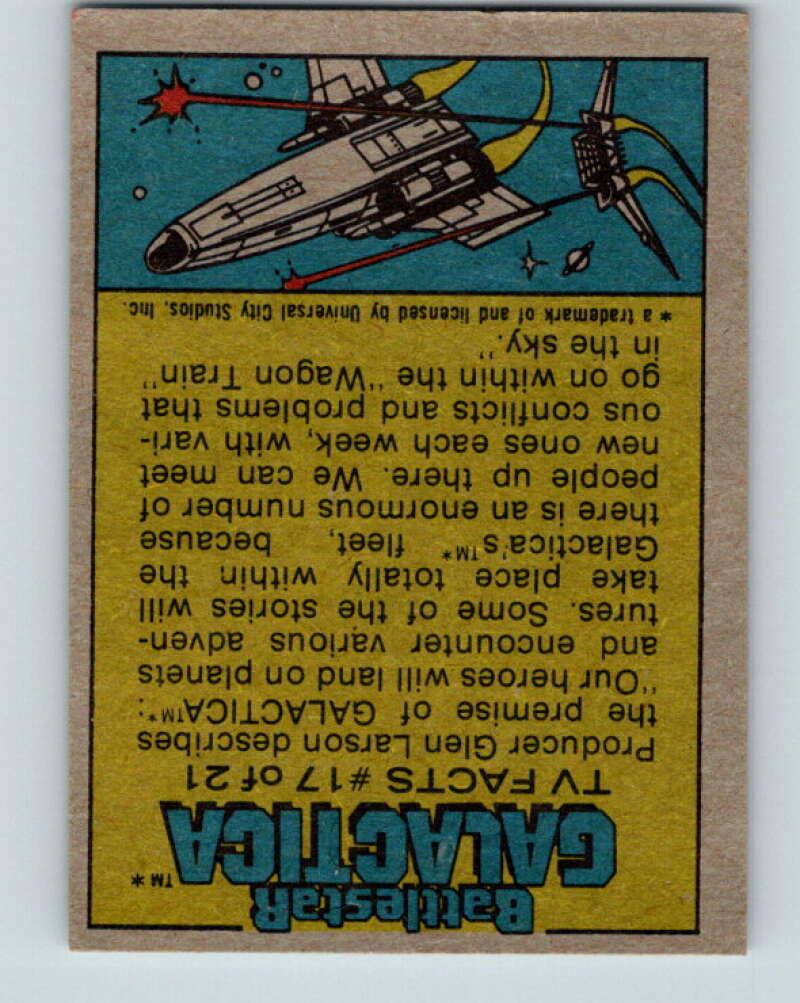 BattlestaR
GALACTICA™*
TV FACTS #17 of 21
Producer Glen Larson describes
the premise of GALACTICA™*:
"Our heroes will land on planets
and encounter various adven-
tures. Some of the stories will
take place totally within the
Galactica's™* fleet, because
there is an enormous number of
people up there. We can meet
new ones each week, with vari-
ous conflicts and problems that
go on within the "Wagon Train"
in the sky."
* a trademark of and licensed by Universal City Studios, Inc.